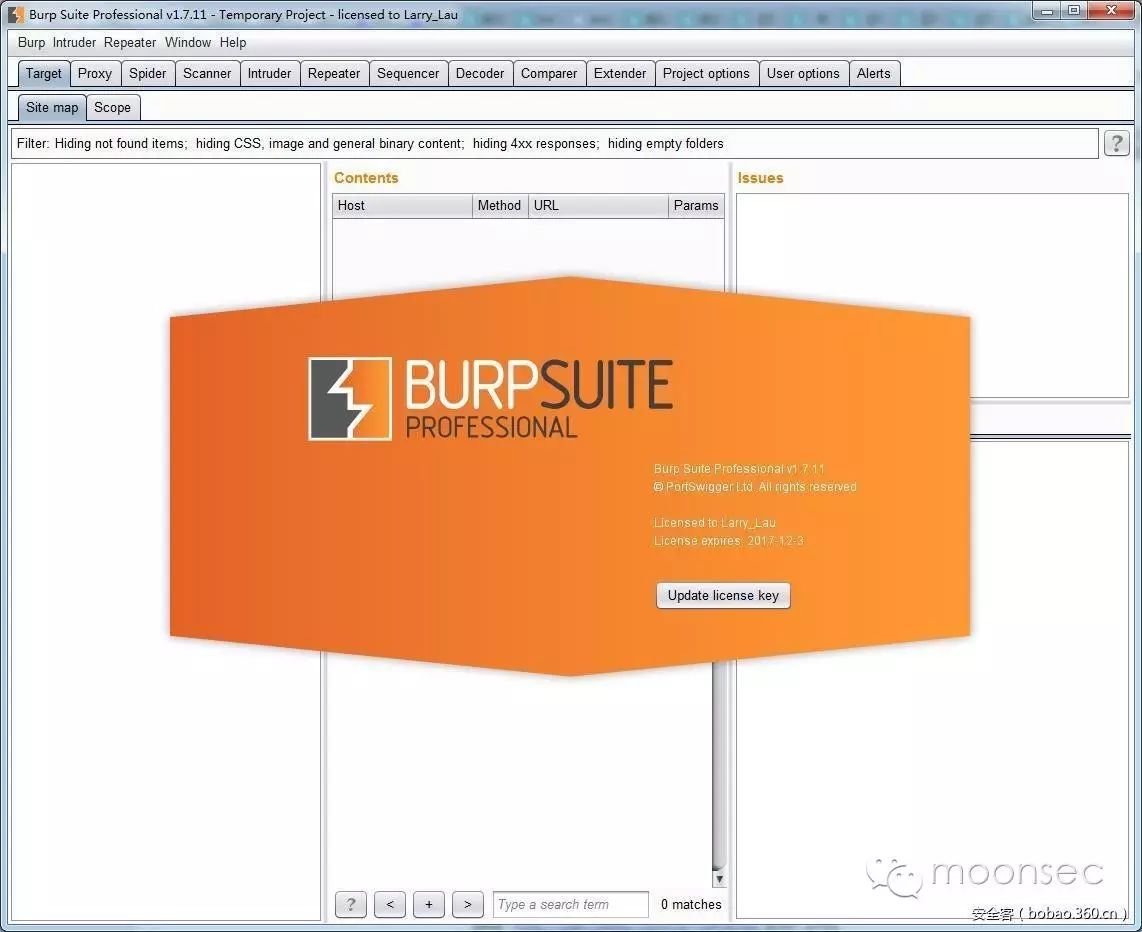 Burp Suite Professional v1.7.11 - Temporary Project - licensed to Larry_Lau
Burp Intruder Repeater Window Help
Target Proxy Spider Scanner Intruder Repeater Sequencer Decoder Comparer Extender Project options User options Alerts
Site map Scope
Filter: Hiding not found items; hiding CSS, image and general binary content; hiding 4xx responses; hiding empty folders
?
Contents
Issues
Host Method URL Params
BURPSUITE
PROFESSIONAL
Burp Suite Professional v1.7.11
© PortSwigger Ltd. All rights reserved
Licensed to Larry_Lau
License expires: 2017-12-3
Update license key
? < + > Type a search term 0 matches
moonsec
安全客 ( bobao.360.cn )